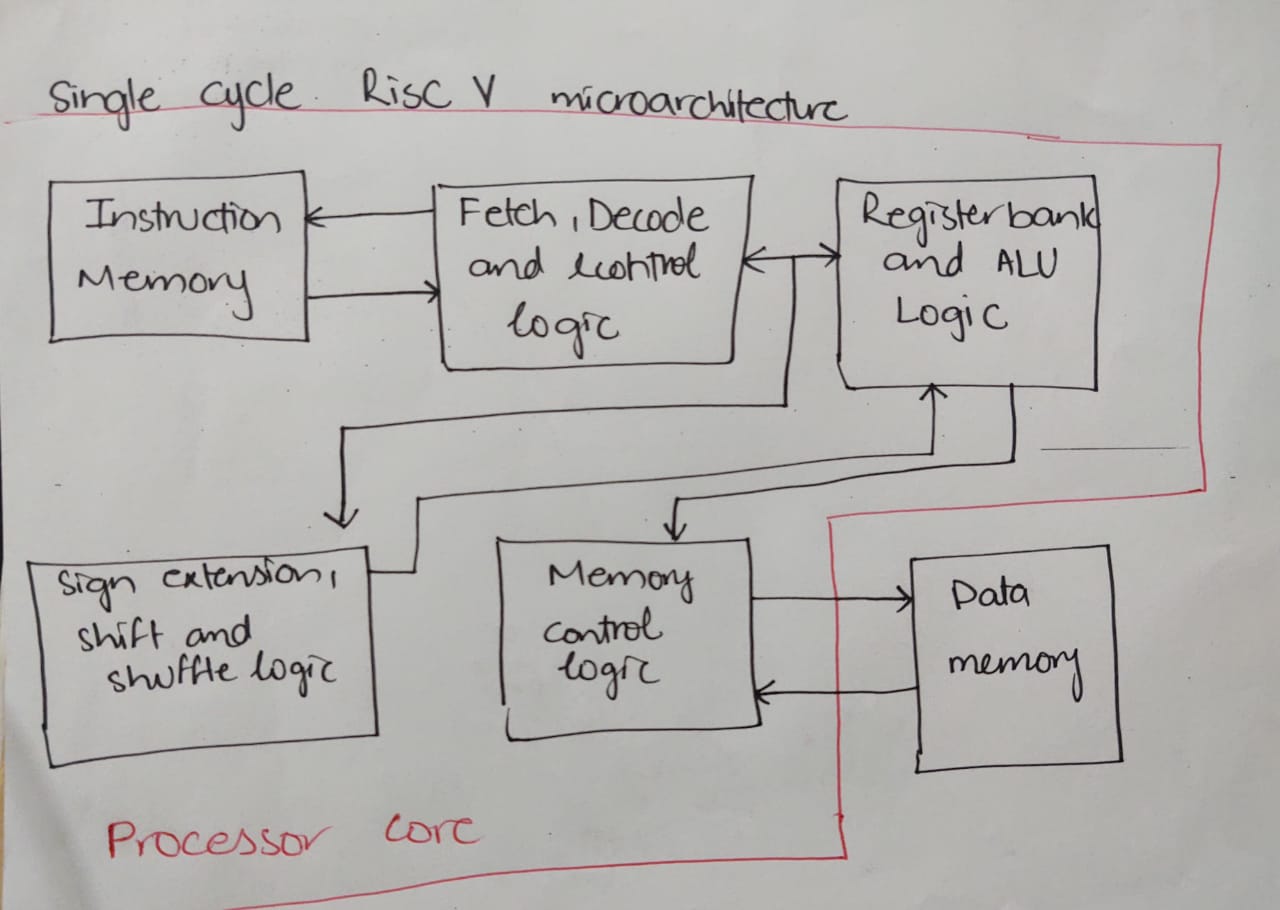 Single cycle. RISC V microarchitecture
Instruction
Memory
Fetch, Decode
and control
logic
Registerbank
and ALU
Logic
Sign extension,
shift and
shuffle logic
Memory
control
logic
Data
memory
Processor core